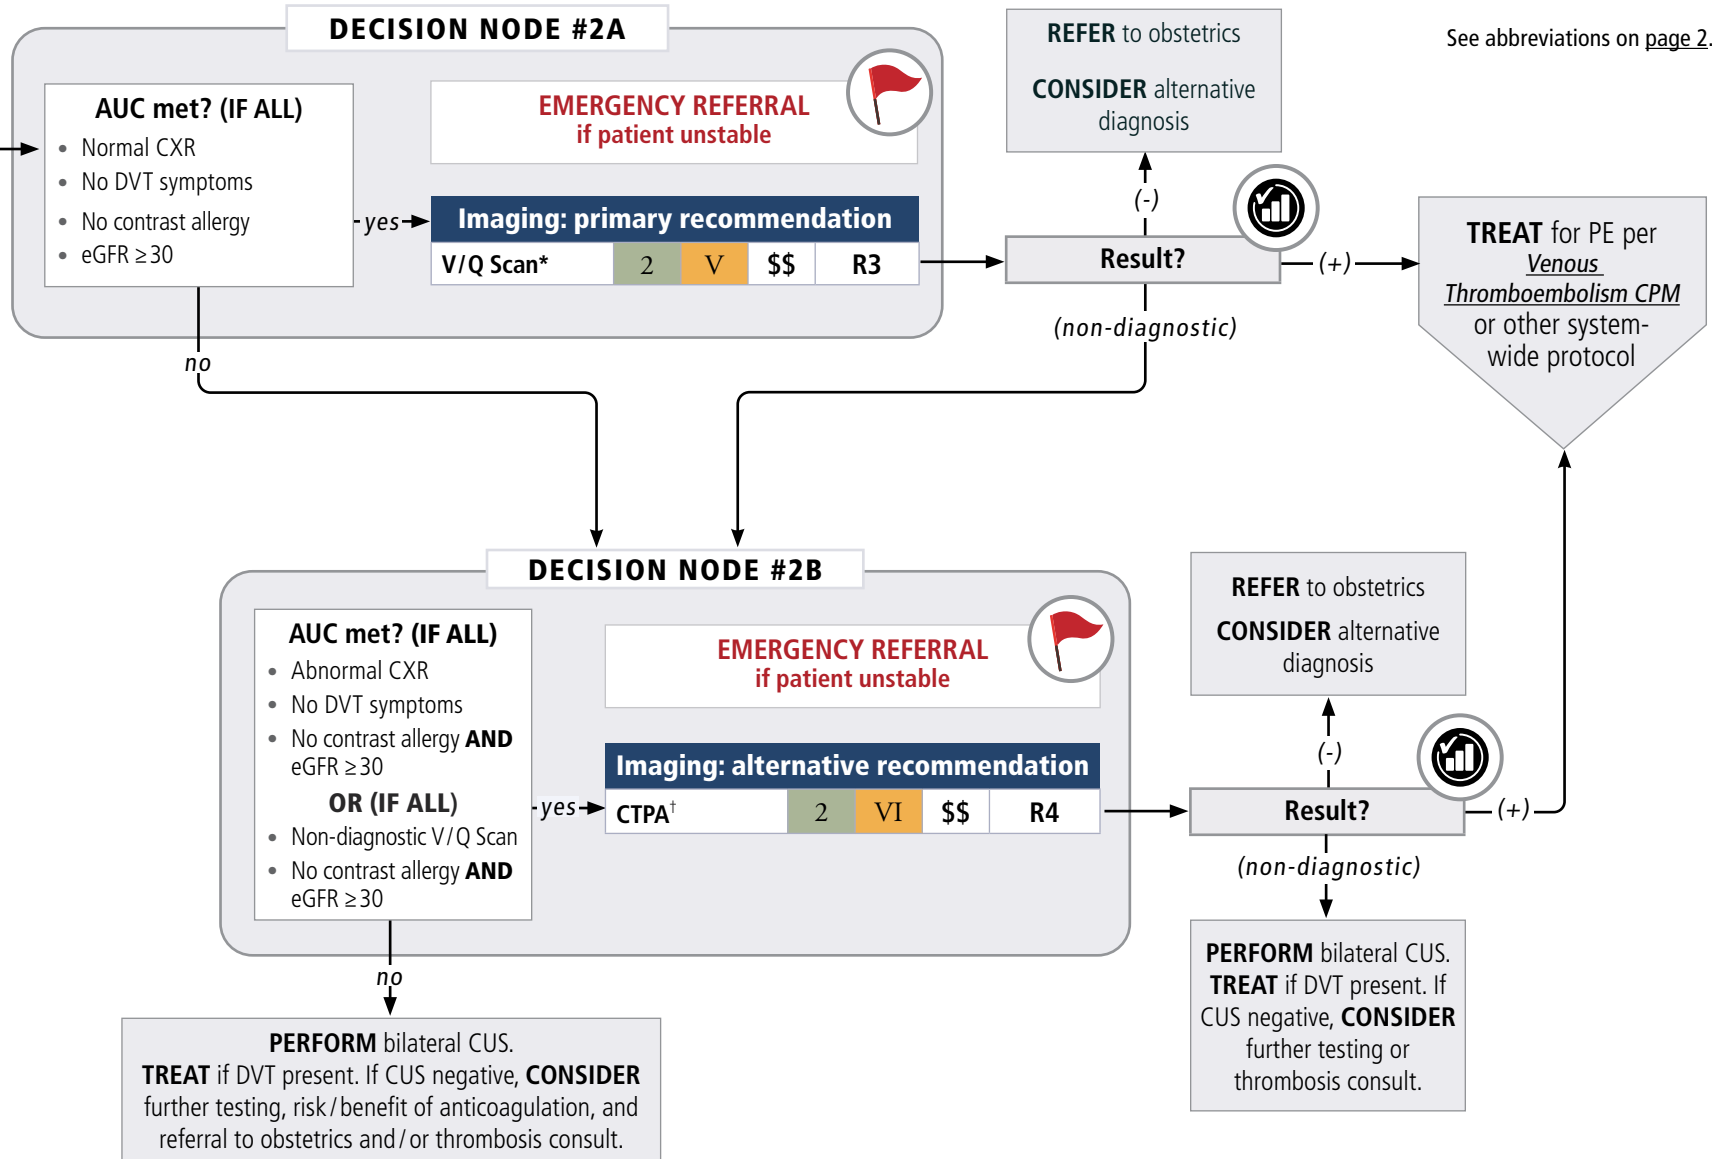 DECISION NODE #2A
See abbreviations on page 2.
AUC met? (IF ALL)
• Normal CXR
• No DVT symptoms
• No contrast allergy
• eGFR ≥30
yes
no
EMERGENCY REFERRAL
if patient unstable
Imaging: primary recommendation
V/Q Scan* 2 V $$ R3
REFER to obstetrics
CONSIDER alternative
diagnosis
(-)
Result?
(+)
(non-diagnostic)
TREAT for PE per
Venous
Thromboembolism CPM
or other system-
wide protocol
DECISION NODE #2B
AUC met? (IF ALL)
• Abnormal CXR
• No DVT symptoms
• No contrast allergy AND
eGFR ≥30
OR (IF ALL)
• Non-diagnostic V/Q Scan
• No contrast allergy AND
eGFR ≥30
yes
no
EMERGENCY REFERRAL
if patient unstable
Imaging: alternative recommendation
CTPA† 2 VI $$ R4
REFER to obstetrics
CONSIDER alternative
diagnosis
(-)
Result?
(+)
(non-diagnostic)
PERFORM bilateral CUS.
TREAT if DVT present. If
CUS negative, CONSIDER
further testing or
thrombosis consult.
PERFORM bilateral CUS.
TREAT if DVT present. If CUS negative, CONSIDER
further testing, risk/benefit of anticoagulation, and
referral to obstetrics and/or thrombosis consult.